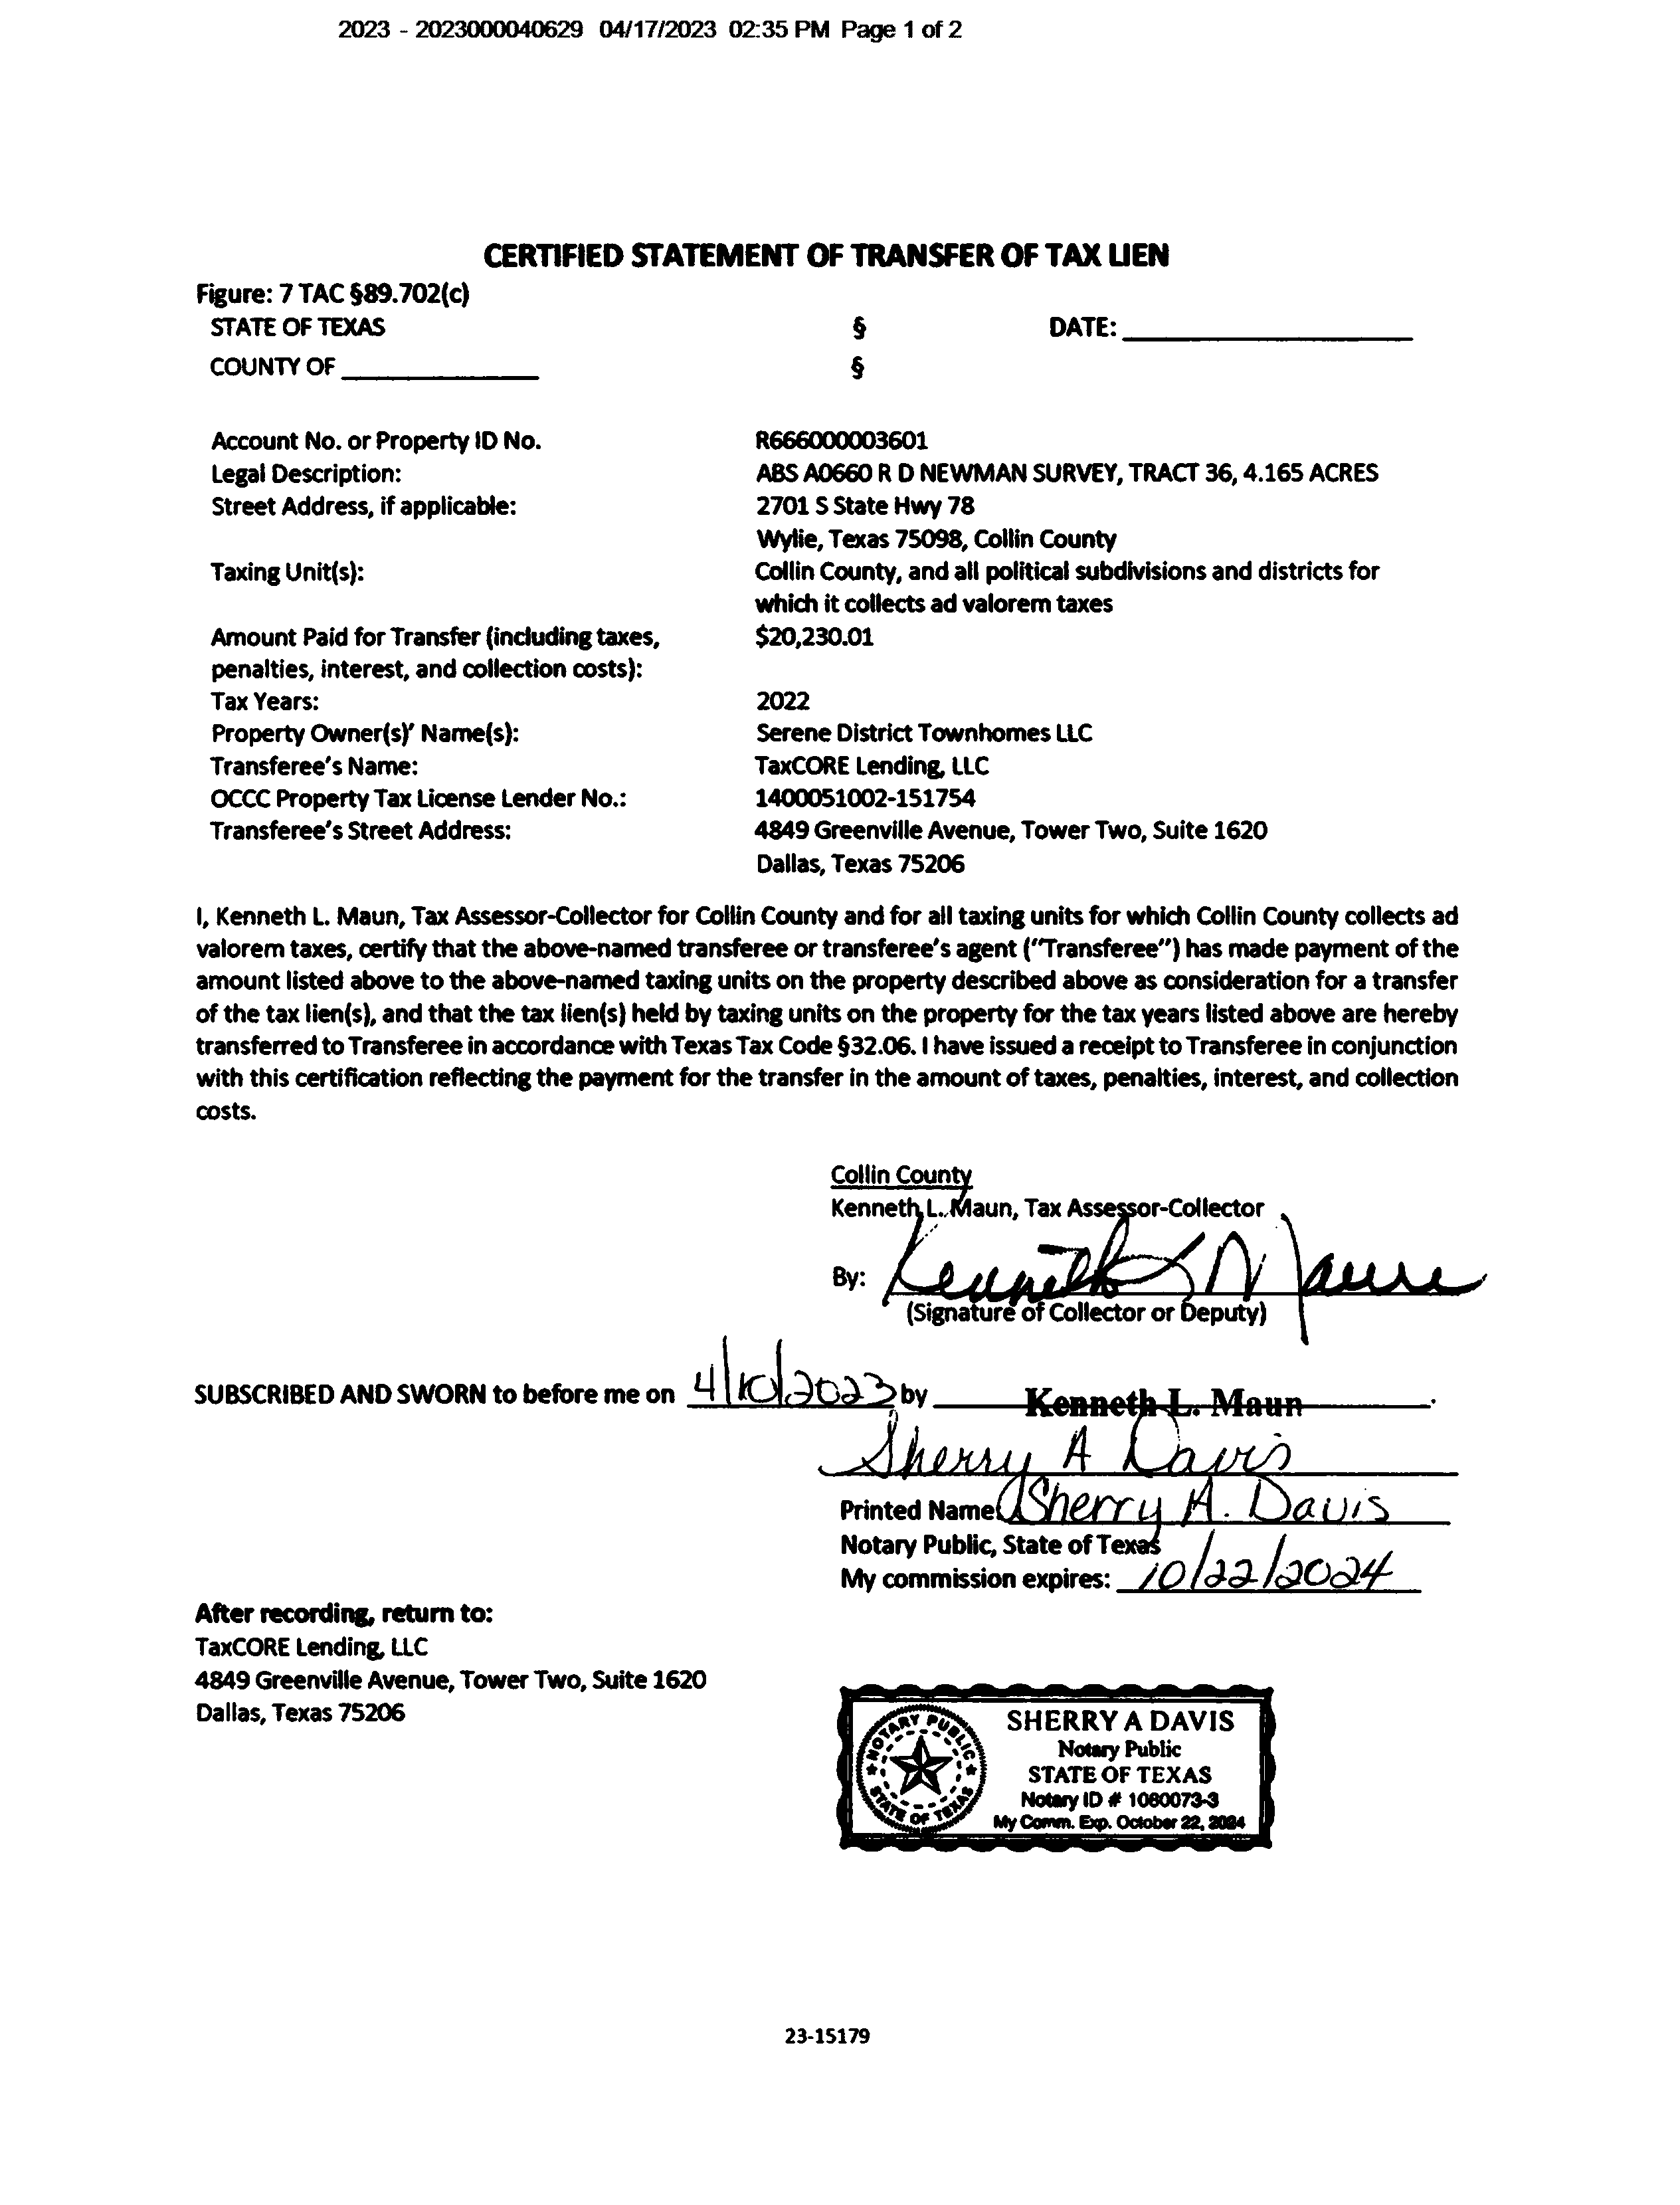 2023 - 2023000040629 04/17/2023 02:35 PM Page 1 of 2
CERTIFIED STATEMENT OF TRANSFER OF TAX LIEN
Figure: 7 TAC §89.702(c)
STATE OF TEXAS § DATE: ____________
COUNTY OF ____________ §
Account No. or Property ID No. R666000003601
Legal Description: ABS A0660 R D NEWMAN SURVEY, TRACT 36, 4.165 ACRES
Street Address, if applicable: 2701 S State Hwy 78
Wylie, Texas 75098, Collin County
Taxing Unit(s): Collin County, and all political subdivisions and districts for
which it collects ad valorem taxes
Amount Paid for Transfer (including taxes, $20,230.01
penalties, interest, and collection costs):
Tax Years: 2022
Property Owner(s)' Name(s): Serene District Townhomes LLC
Transferee's Name: TaxCORE Lending, LLC
OCCC Property Tax License Lender No.: 1400051002-151754
Transferee's Street Address: 4849 Greenville Avenue, Tower Two, Suite 1620
Dallas, Texas 75206
I, Kenneth L. Maun, Tax Assessor-Collector for Collin County and for all taxing units for which Collin County collects ad
valorem taxes, certify that the above-named transferee or transferee's agent ("Transferee") has made payment of the
amount listed above to the above-named taxing units on the property described above as consideration for a transfer
of the tax lien(s), and that the tax lien(s) held by taxing units on the property for the tax years listed above are hereby
transferred to Transferee in accordance with Texas Tax Code §32.06. I have issued a receipt to Transferee in conjunction
with this certification reflecting the payment for the transfer in the amount of taxes, penalties, interest, and collection
costs.
Collin County
Kenneth L. Maun, Tax Assessor-Collector
By: Kenneth L Maun
(Signature of Collector or Deputy)
SUBSCRIBED AND SWORN to before me on 4/10/2023 by Kenneth L. Maun.
Sherry A Davis
Printed Name: Sherry A. Davis
Notary Public, State of Texas
My commission expires: 10/22/2024
After recording, return to:
TaxCORE Lending, LLC
4849 Greenville Avenue, Tower Two, Suite 1620
Dallas, Texas 75206
NOTARY PUBLIC
STATE OF TEXAS
SHERRY A DAVIS
Notary Public
STATE OF TEXAS
Notary ID # 1060073-3
My Comm. Exp. October 22, 2024
23-15179